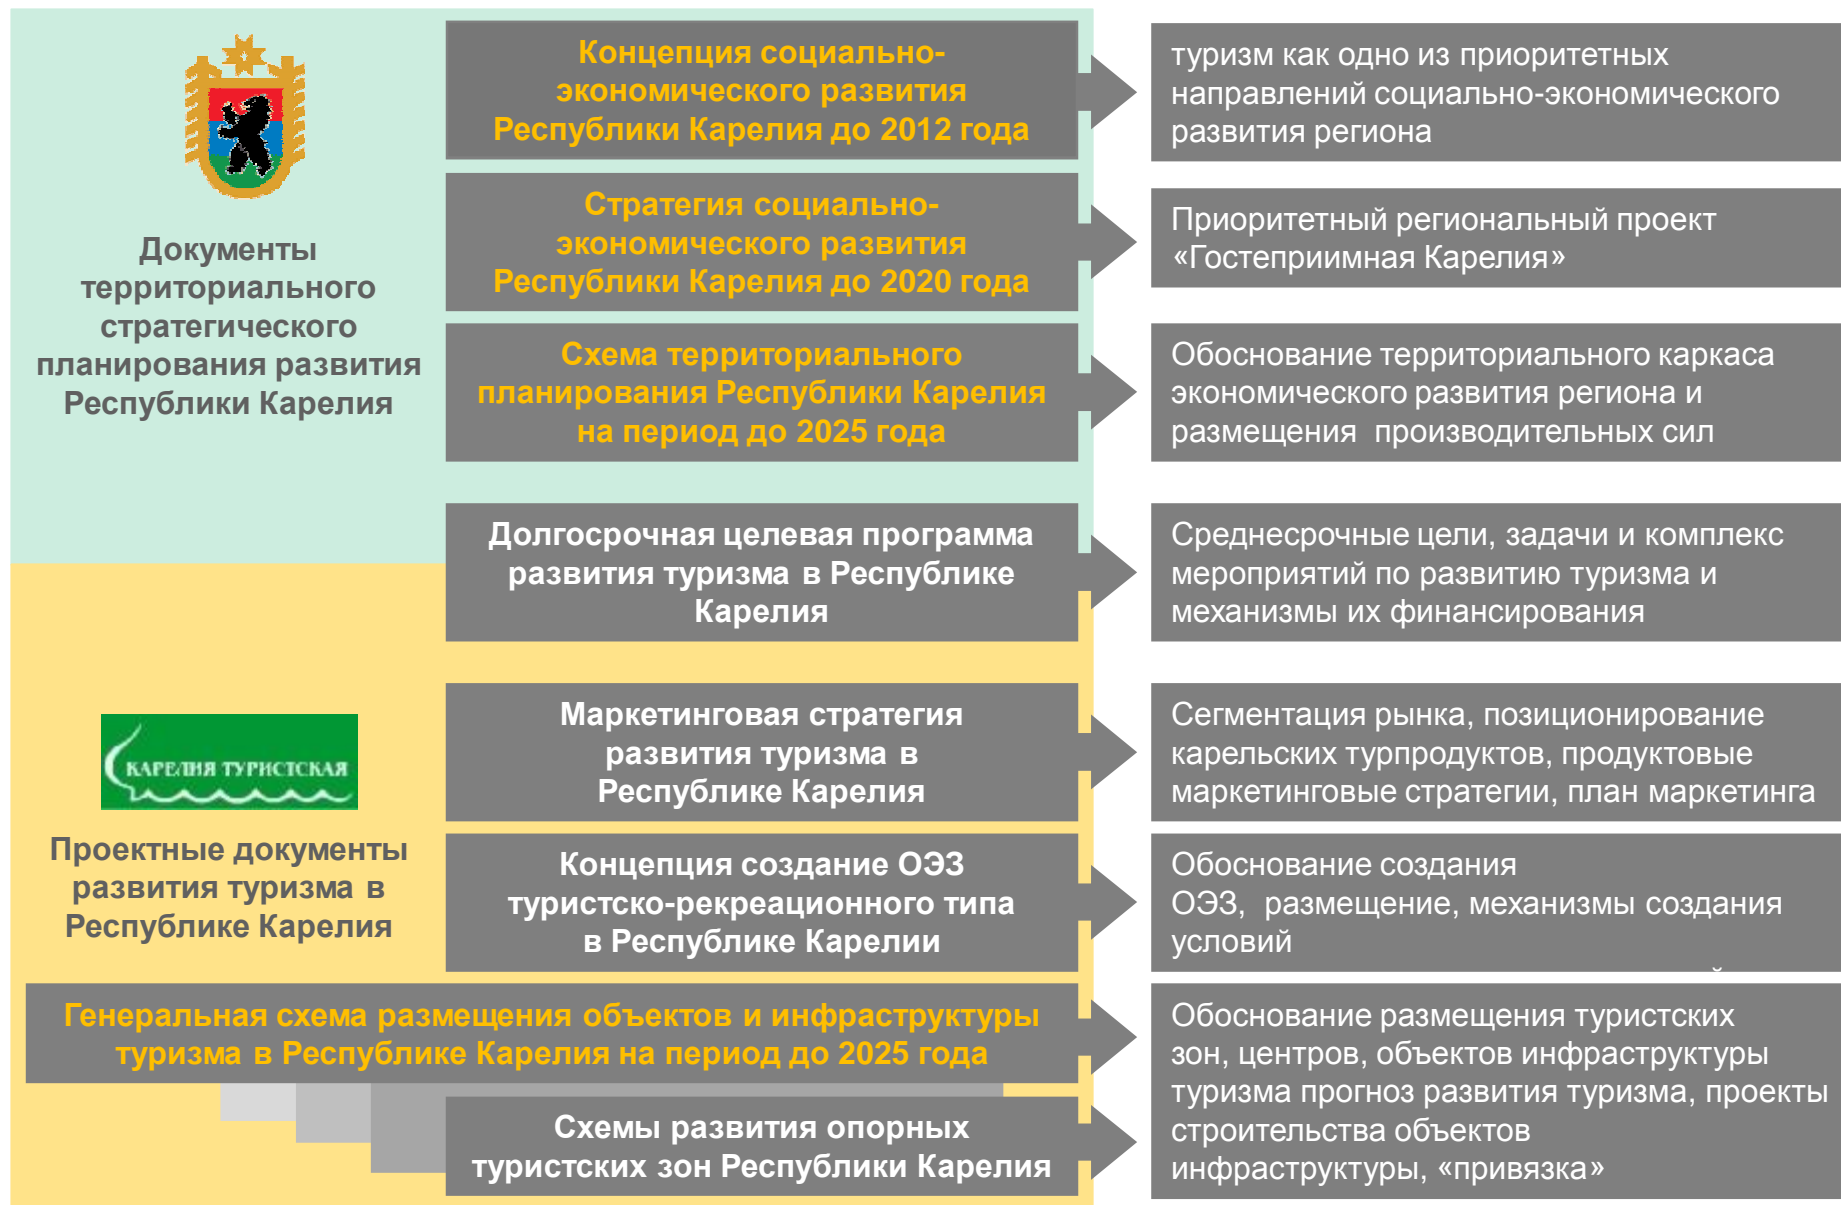 Документы
территориального
стратегического
планирования развития
Республики Карелия
Концепция социально-
экономического развития
Республики Карелия до 2012 года
туризм как одно из приоритетных
направлений социально-экономического
развития региона
Стратегия социально-
экономического развития
Республики Карелия до 2020 года
Приоритетный региональный проект
«Гостеприимная Карелия»
Схема территориального
планирования Республики Карелия
на период до 2025 года
Обоснование территориального каркаса
экономического развития региона и
размещения производительных сил
Долгосрочная целевая программа
развития туризма в Республике
Карелия
Среднесрочные цели, задачи и комплекс
мероприятий по развитию туризма и
механизмы их финансирования
КАРЕЛИЯ ТУРИСТСКАЯ
Проектные документы
развития туризма в
Республике Карелия
Маркетинговая стратегия
развития туризма в
Республике Карелия
Сегментация рынка, позиционирование
карельских турпродуктов, продуктовые
маркетинговые стратегии, план маркетинга
Концепция создание ОЭЗ
туристско-рекреационного типа
в Республике Карелии
Обоснование создания
ОЭЗ, размещение, механизмы создания
условий
Генеральная схема размещения объектов и инфраструктуры
туризма в Республике Карелия на период до 2025 года
Обоснование размещения туристских
зон, центров, объектов инфраструктуры
туризма прогноз развития туризма, проекты
строительства объектов
инфраструктуры, «привязка»
Схемы развития опорных
туристских зон Республики Карелия